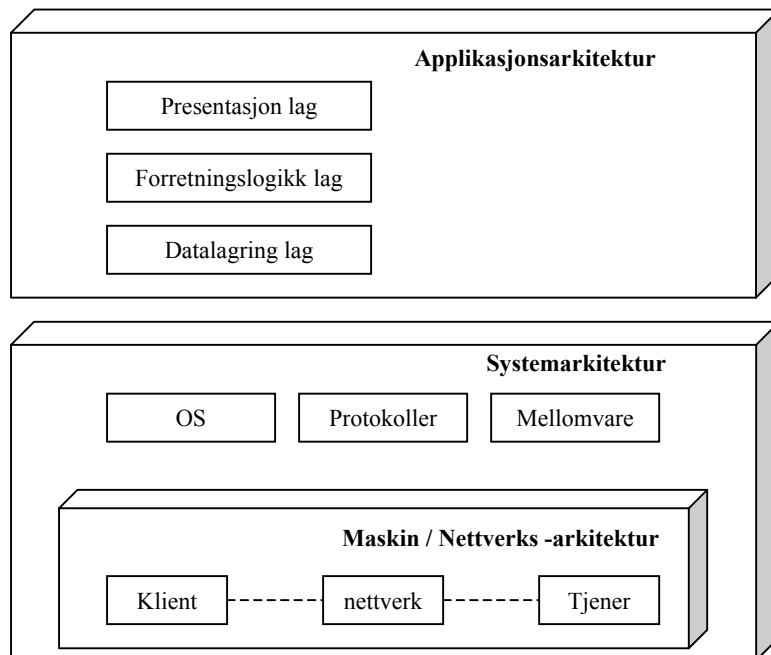 Applikasjonsarkitektur
Presentasjon lag
Forretningslogikk lag
Datalagring lag
Systemarkitektur
OS
Protokoller
Mellomvare
Maskin / Nettverks -arkitektur
Klient
nettverk
Tjener